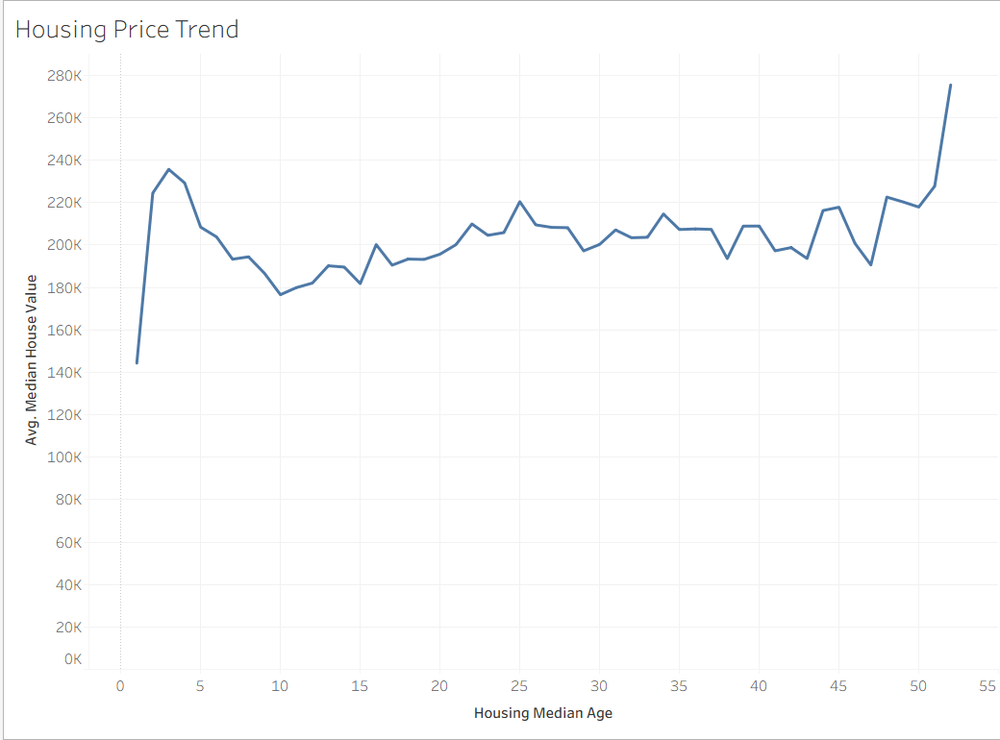 Housing Price Trend
280K
260K
240K
220K
200K
180K
160K
140K
120K
100K
80K
60K
40K
20K
0K
Avg. Median House Value
0 5 10 15 20 25 30 35 40 45 50 55
Housing Median Age